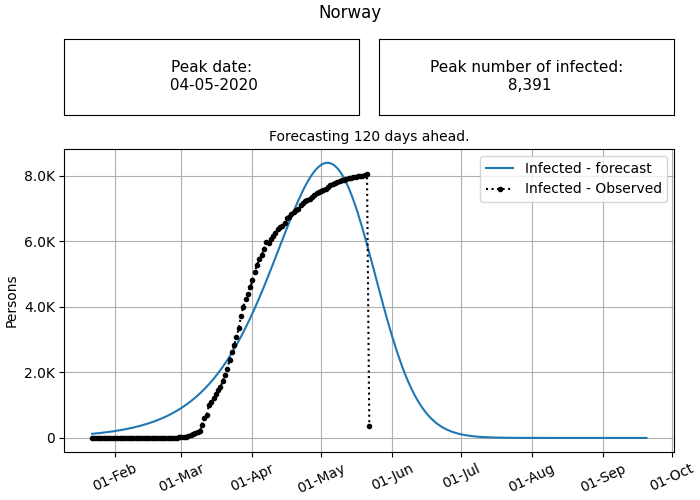 Norway
Peak date:
04-05-2020
Peak number of infected:
8,391
Forecasting 120 days ahead.
Infected - forecast
Infected - Observed
8.0K
6.0K
4.0K
2.0K
0
Persons
01-Feb
01-Mar
01-Apr
01-May
01-Jun
01-Jul
01-Aug
01-Sep
01-Oct